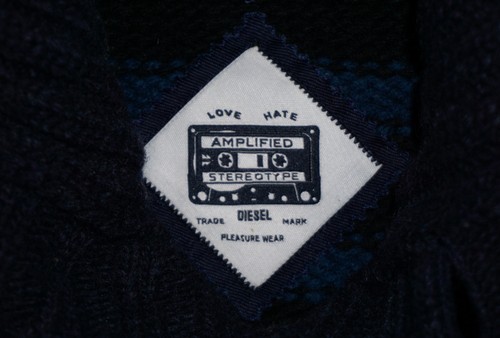 LOVE HATE
AMPLIFIED
STEREOTYPE
DIESEL
TRADE MARK
PLEASURE WEAR